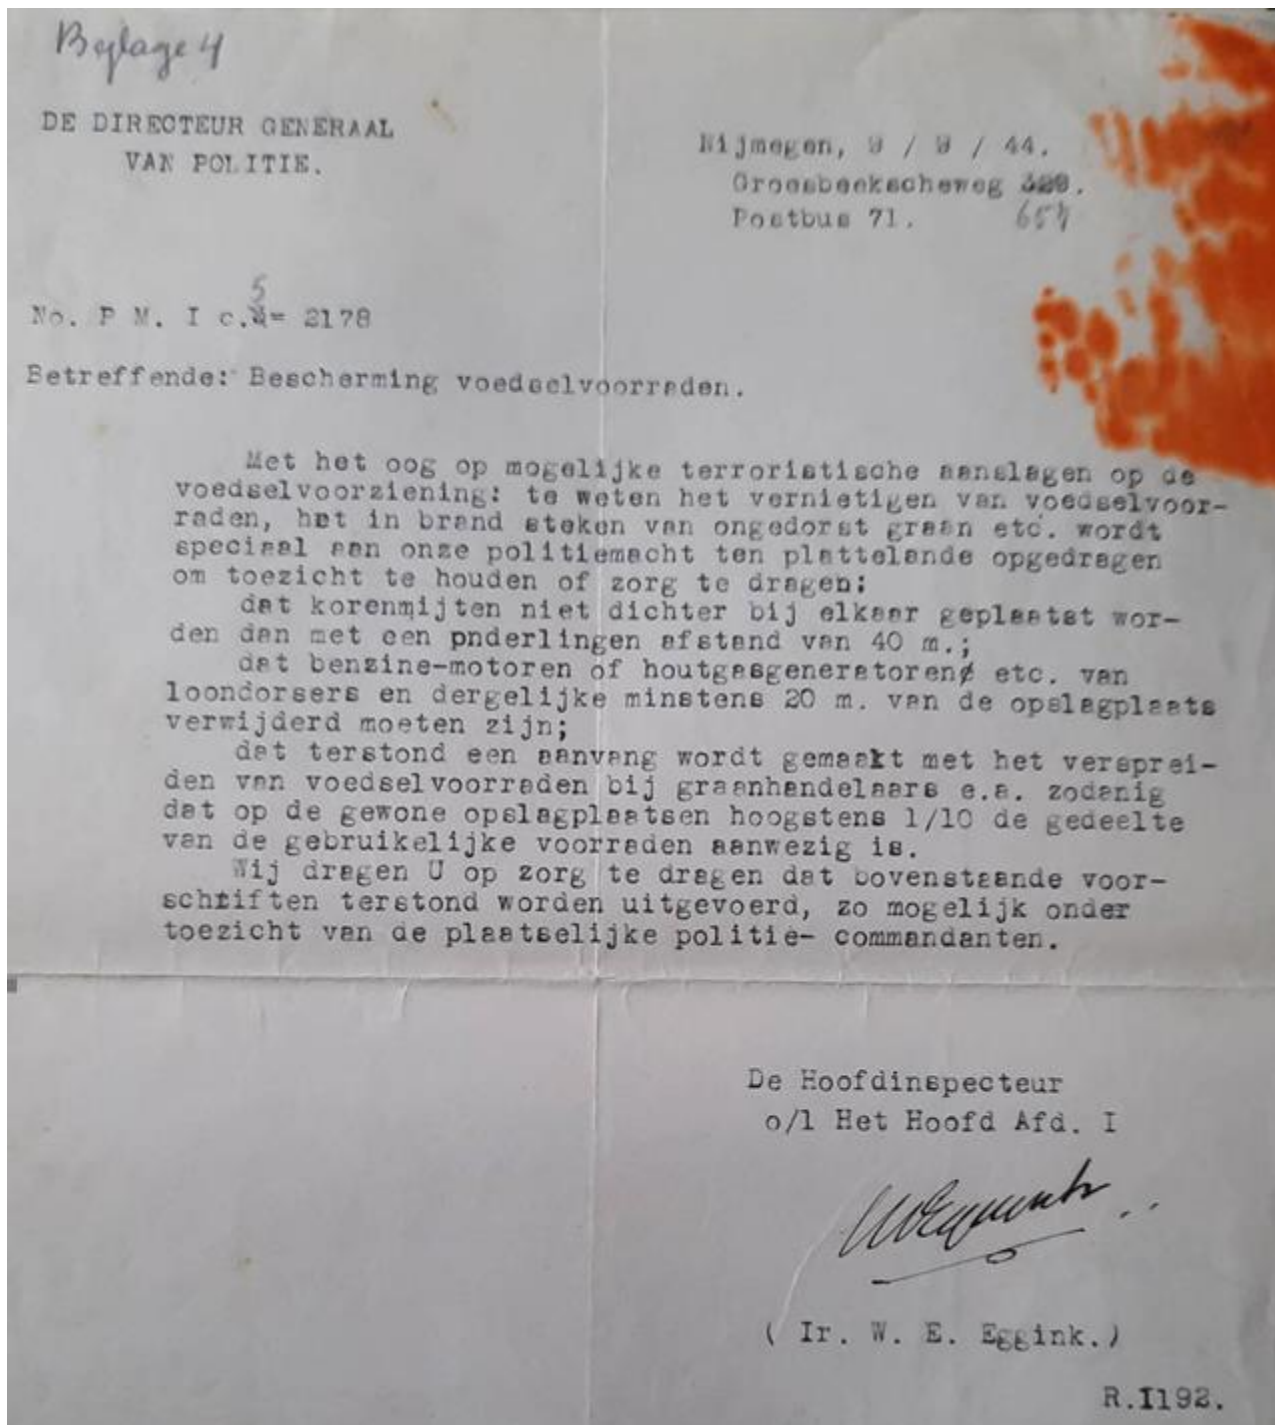 Bijlage 4
DE DIRECTEUR GENERAAL
VAN POLITIE.
Nijmegen, 9 / 9 / 44.
Groesbeekscheweg
Postbus 71.
5
No. P M. I c. = 2178
Betreffende: Bescherming voedselvoorraden.
Met het oog op mogelijke terroristische aanslagen op de
voedselvoorziening: te weten het vernietigen van voedselvoor-
raden, het in brand steken van ongedorst graan etc. wordt
speciaal aan onze politiemacht ten plattelande opgedragen
om toezicht te houden of zorg te dragen;
dat korenmijten niet dichter bij elkaar geplaatst wor-
den dan met een pnderlingen afstand van 40 m.;
dat benzine-motoren of houtgasgeneratoren etc. van
loondorsers en dergelijke minstens 20 m. van de opslagplaats
verwijderd moeten zijn;
dat terstond een aanvang wordt gemaakt met het versprei-
den van voedselvoorraden bij graanhandelaars e.a. zodanig
dat op de gewone opslagplaatsen hoogstens 1/10 de gedeelte
van de gebruikelijke voorraden aanwezig is.
Wij dragen U op zorg te dragen dat bovenstaande voor-
schriften terstond worden uitgevoerd, zo mogelijk onder
toezicht van de plaatselijke politie- commandanten.
De Hoofdinspecteur
o/l Het Hoofd Afd. I
( Ir. W. E. Eggink.)
R.I192.